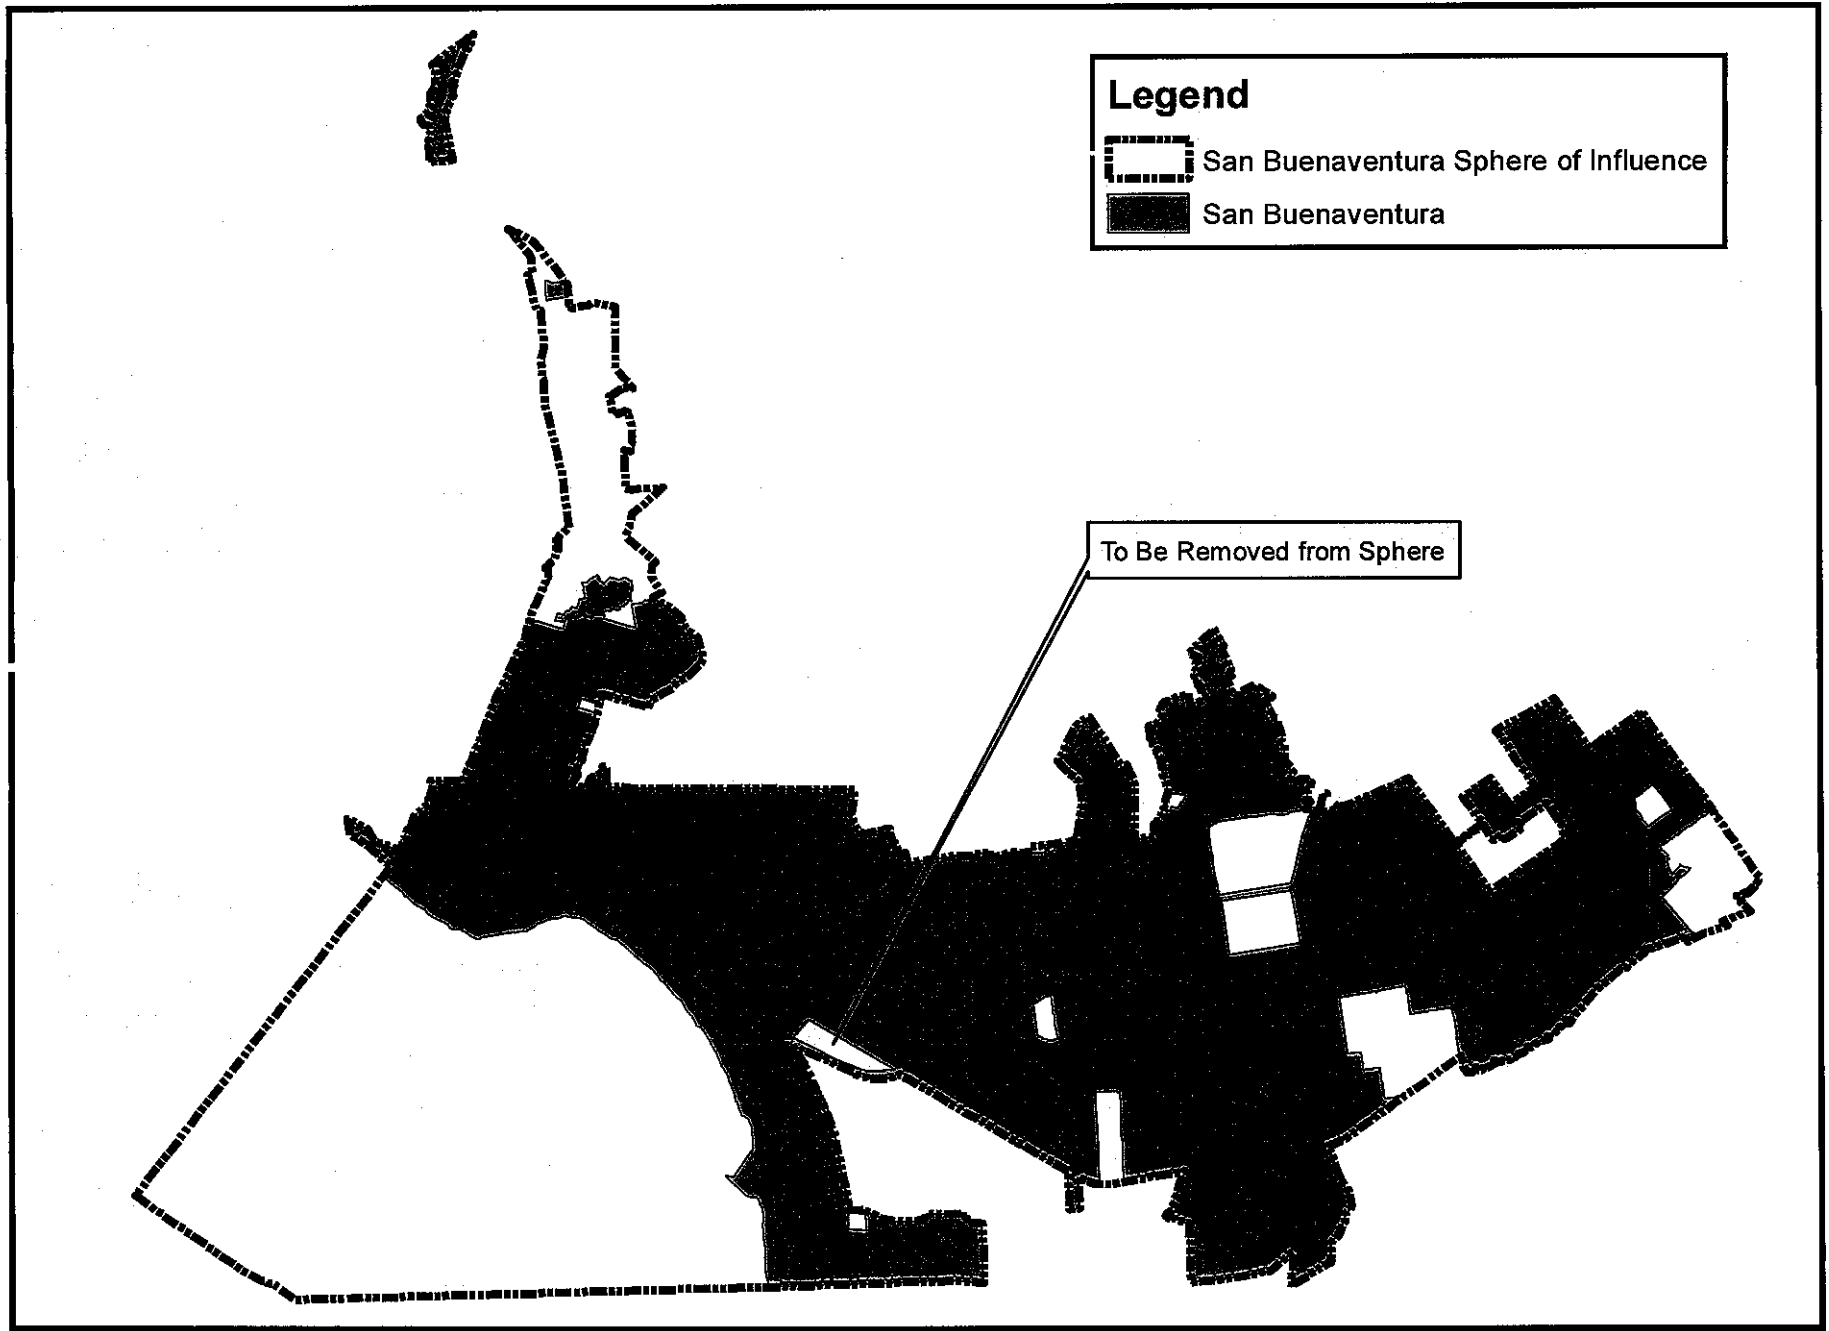 Legend
San Buenaventura Sphere of Influence
San Buenaventura
To Be Removed from Sphere